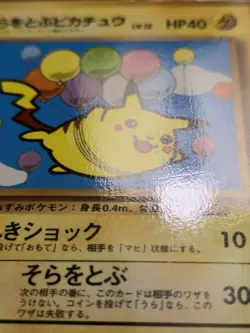 らをとぶピカチュウ LV.12 HP40
ずみポケモン：身長0.4m、
きショック 10
投げて「おもて」なら、相手を「マヒ」状態にする。
そらをとぶ 30
次の相手の番に、このカードは相手のワザを
うけない。コインを投げて「うら」なら、この
ワザは失敗する。